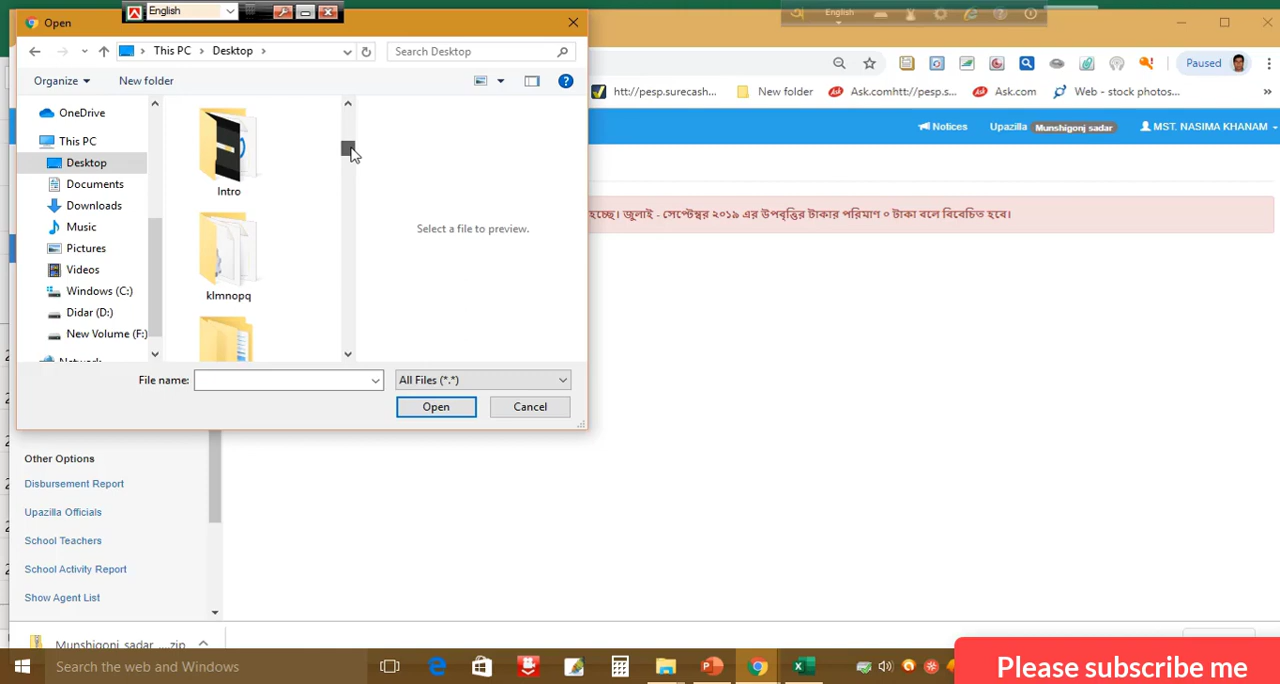 English
Open
English
This PC
Desktop
Search Desktop
Paused
Organize
New folder
htt://pesp.surecash...
New folder
Ask.comhtt://pesp.s...
Ask.com
Web - stock photos...
OneDrive
This PC
Desktop
Documents
Downloads
Music
Pictures
Videos
Windows (C:)
Didar (D:)
New Volume (F:)
Intro
klmnopq
Select a file to preview.
Notices
Upazilla
Munshigonj sadar
MST. NASIMA KHANAM
হচ্ছে। জুলাই - সেপ্টেম্বর ২০১৯ এর উপবৃত্তির টাকার পরিমাণ ০ টাকা বলে বিবেচিত হবে।
File name:
All Files (*.*)
Open
Cancel
Other Options
Disbursement Report
Upazilla Officials
School Teachers
School Activity Report
Show Agent List
Munshigonj sadar ....zip
Search the web and Windows
Please subscribe me